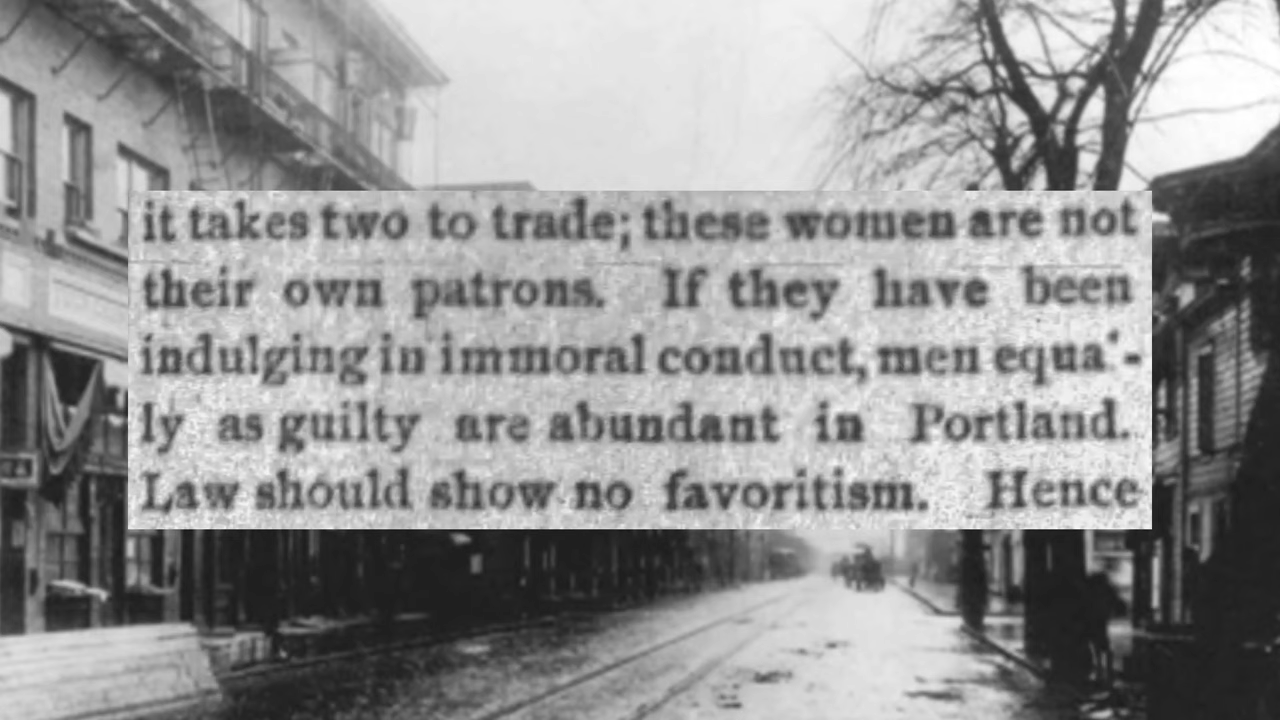 it takes two to trade; these women are not
their own patrons. If they have been
indulging in immoral conduct, men equa'-
ly as guilty are abundant in Portland.
Law should show no favoritism. Hence